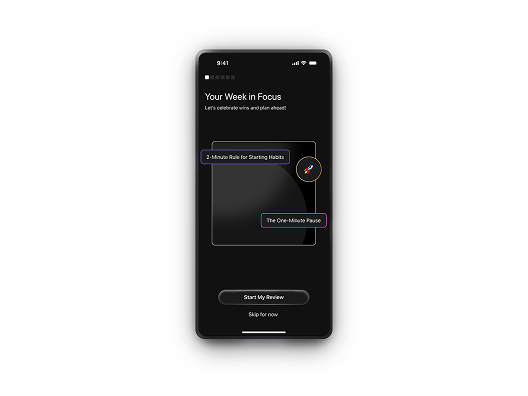 9:41
Your Week in Focus
Let's celebrate wins and plan ahead!
2-Minute Rule for Starting Habits
The One-Minute Pause
Start My Review
Skip for now